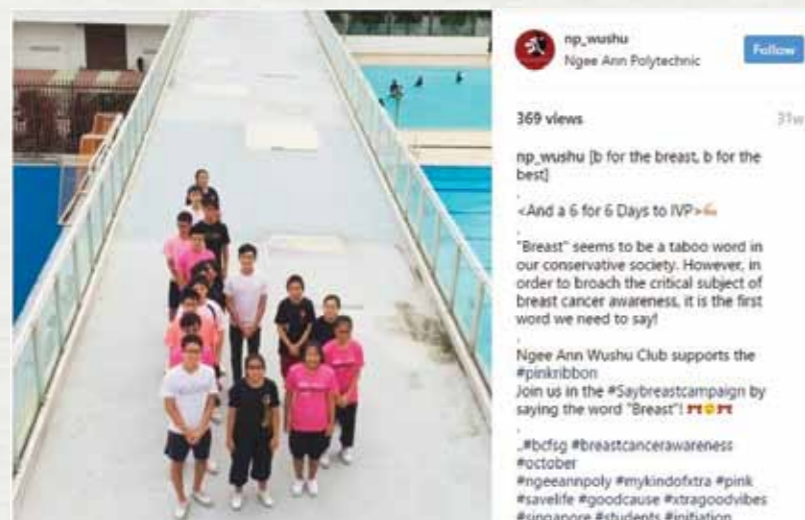 np_wushu
Ngee Ann Polytechnic
Follow
369 views
31w
np_wushu [b for the breast, b for the
best]
.
<And a 6 for 6 Days to IVP>💪
.
"Breast" seems to be a taboo word in
our conservative society. However, in
order to broach the critical subject of
breast cancer awareness, it is the first
word we need to say!
.
Ngee Ann Wushu Club supports the
#pinkribbon
Join us in the #Saybreastcampaign by
saying the word "Breast"!
.
..#bcfsg #breastcancerawareness
#october
#ngeeannpoly #mykindofxtra #pink
#savelife #goodcause #xtragoodvibes
#singapore #students #initiation